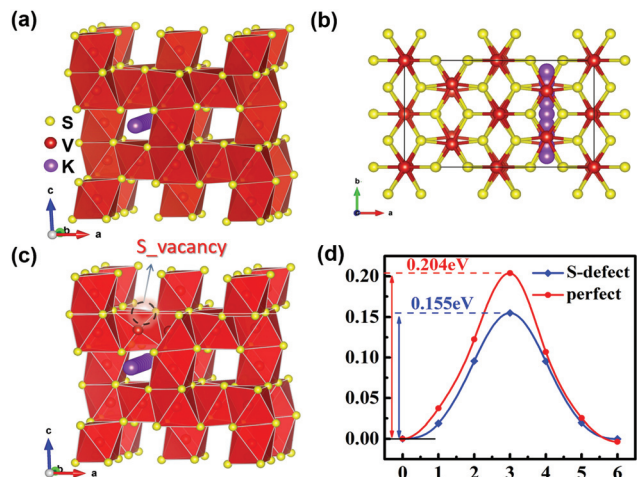 (a)
S
V
K
c
b
a
(b)
b
a
(c)
S_vacancy
c
b
a
(d)
0.204eV
0.155eV
S-defect
perfect
0.20
0.15
0.10
0.05
0.00
0 1 2 3 4 5 6